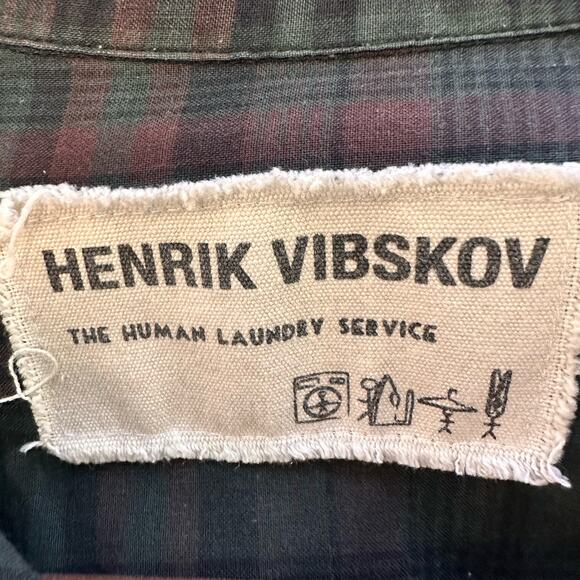 HENRIK VIBSKOV
THE HUMAN LAUNDRY SERVICE